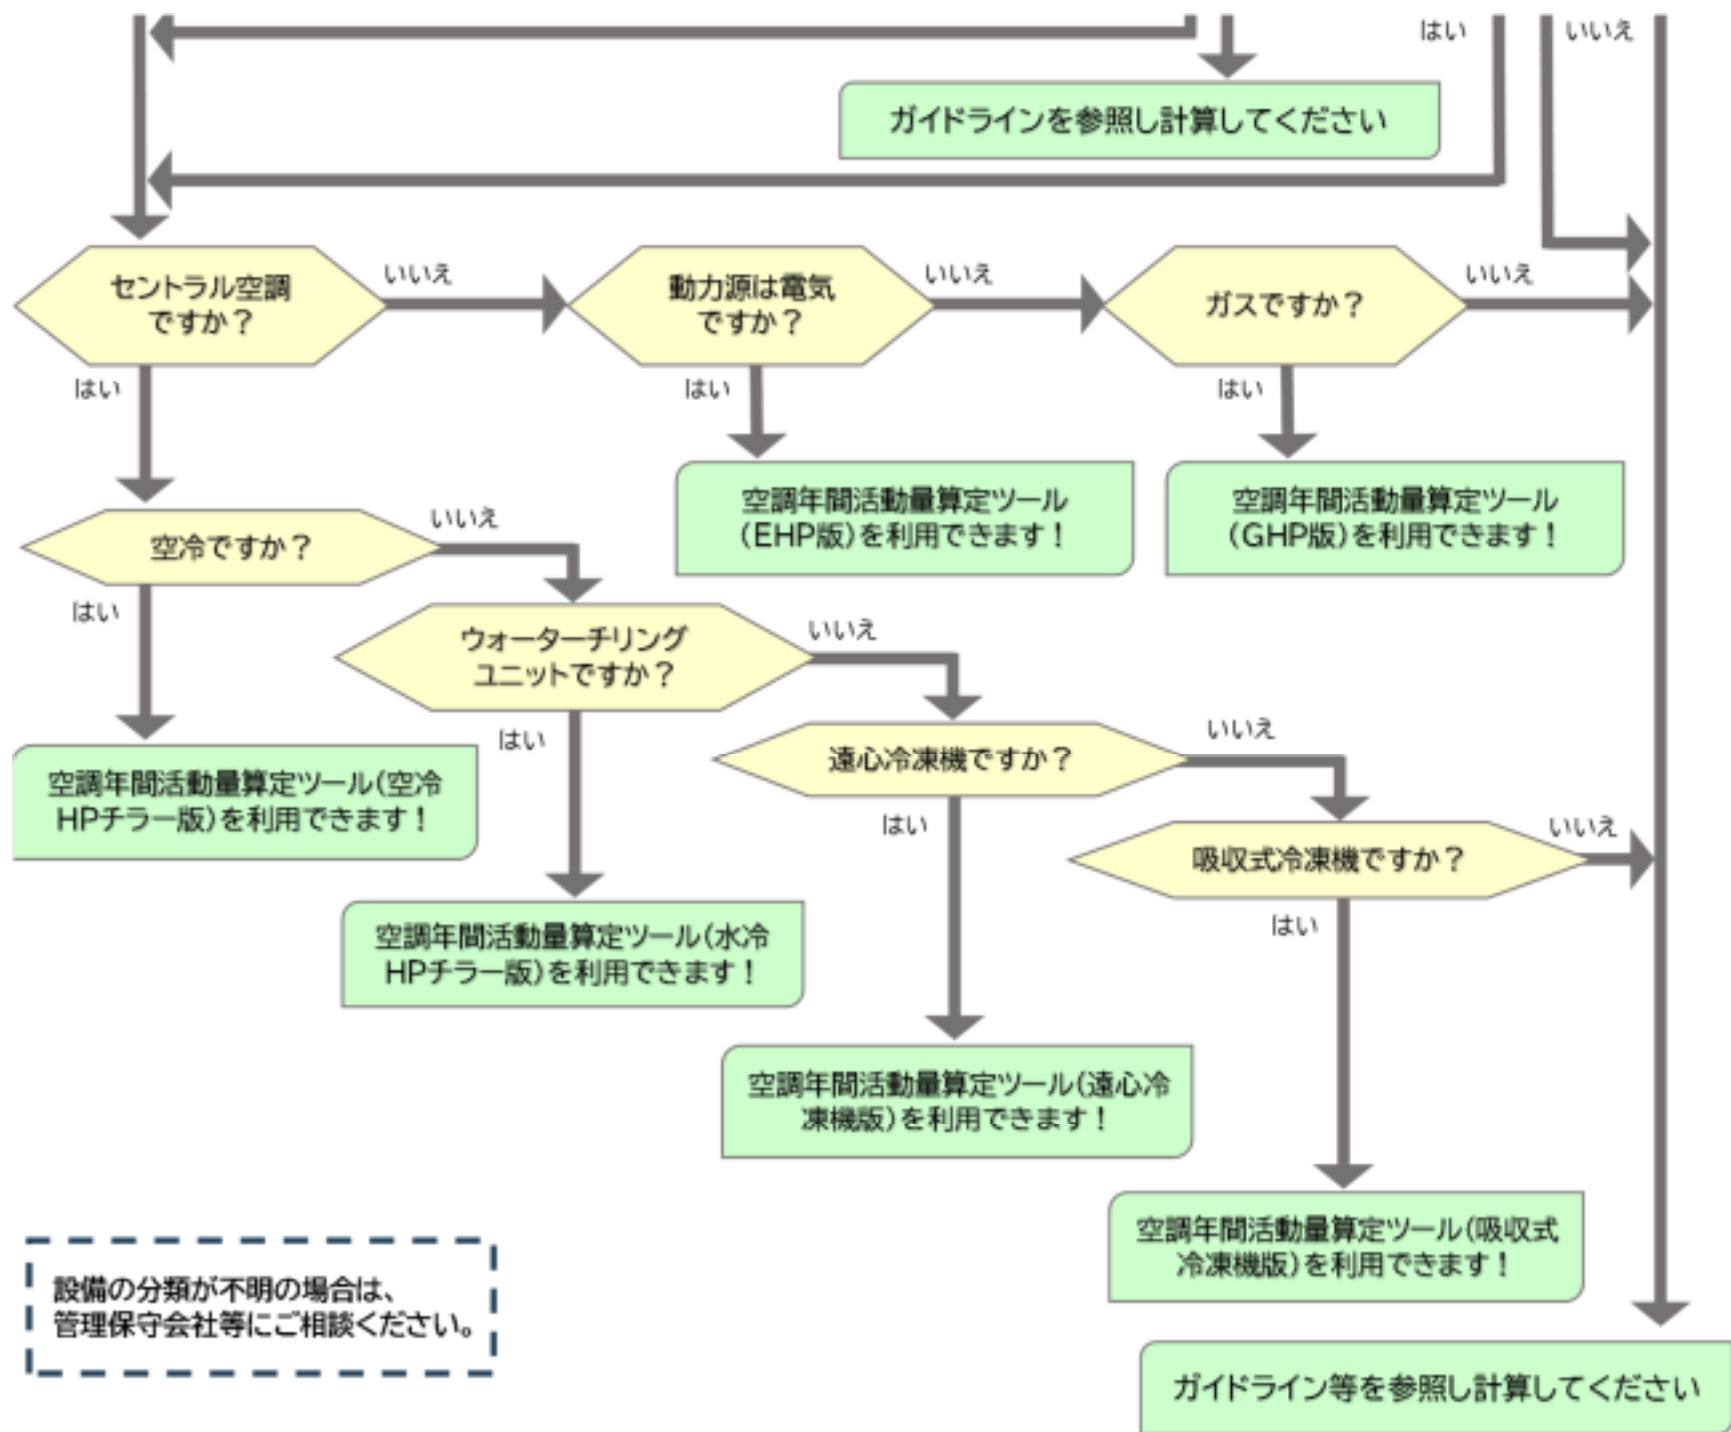 はい
いいえ
ガイドラインを参照し計算してください
セントラル空調
ですか？
いいえ
動力源は電気
ですか？
いいえ
ガスですか？
いいえ
はい
はい
はい
空調年間活動量算定ツール
（EHP版）を利用できます！
空調年間活動量算定ツール
（GHP版）を利用できます！
空冷ですか？
いいえ
はい
ウォーターチリング
ユニットですか？
いいえ
はい
遠心冷凍機ですか？
いいえ
空調年間活動量算定ツール（空冷
HPチラー版）を利用できます！
はい
吸収式冷凍機ですか？
いいえ
はい
空調年間活動量算定ツール（水冷
HPチラー版）を利用できます！
空調年間活動量算定ツール（遠心冷
凍機版）を利用できます！
空調年間活動量算定ツール（吸収式
冷凍機版）を利用できます！
設備の分類が不明の場合は、
管理保守会社等にご相談ください。
ガイドライン等を参照し計算してください